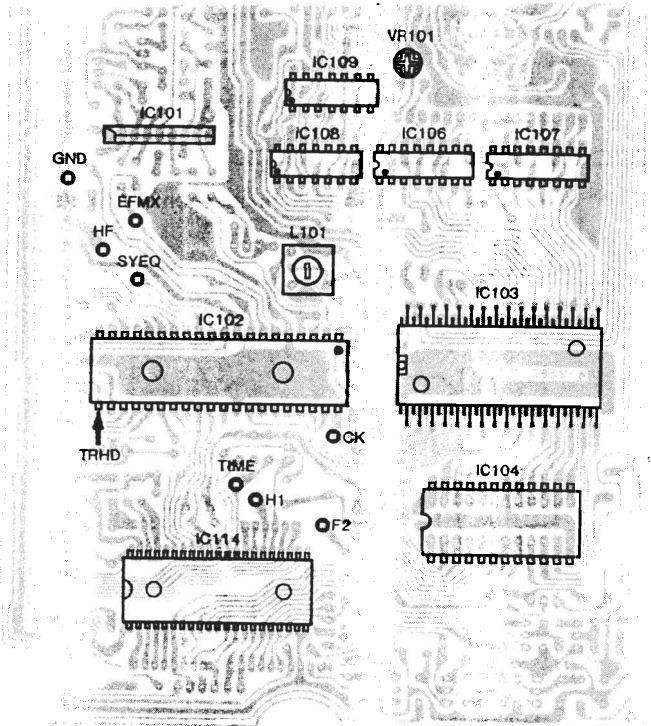 VR101
IC109
IC101
IC108
IC106
IC107
GND
EFMX
HF
L101
SYEQ
IC103
IC102
CK
TRHD
TIME
IC104
H1
F2
IC114